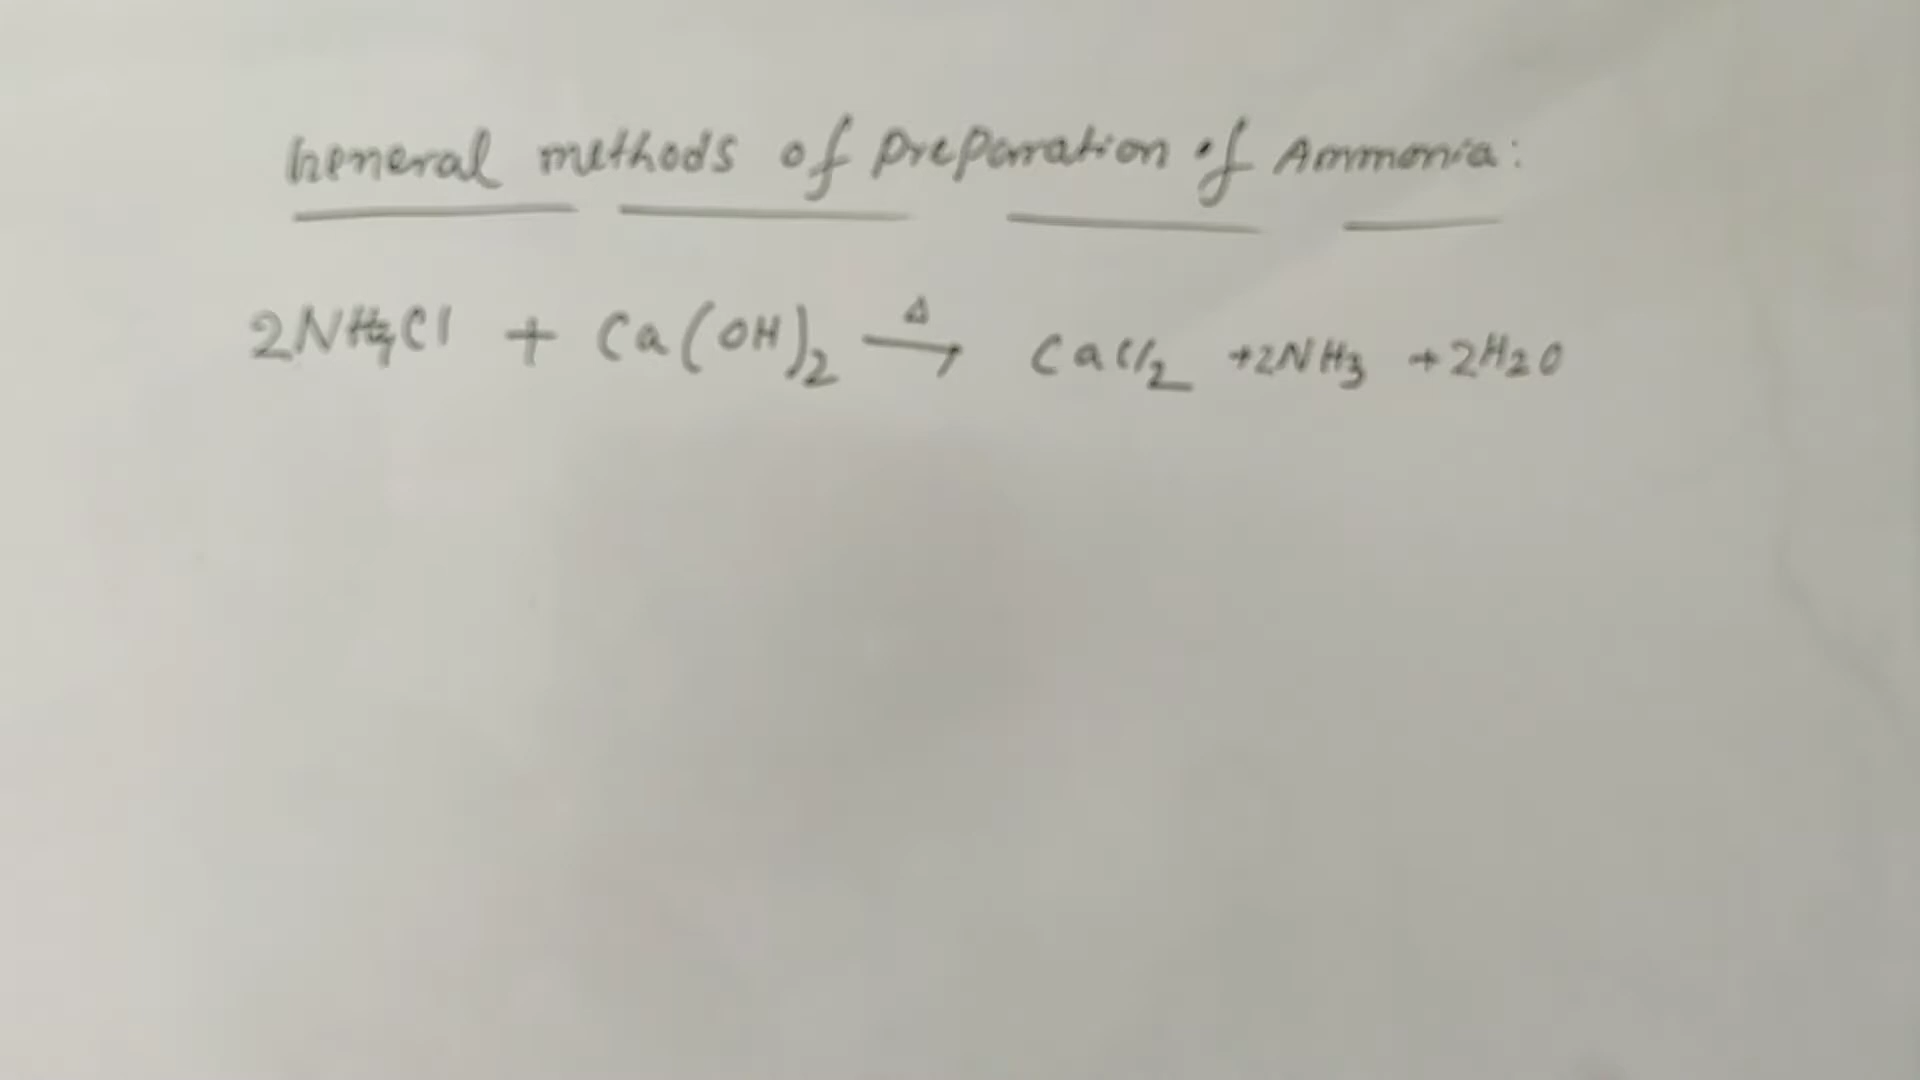 General methods of preparation of Ammonia:
2NH4Cl + Ca(OH)2 →Δ CaCl2 +2NH3 +2H2O